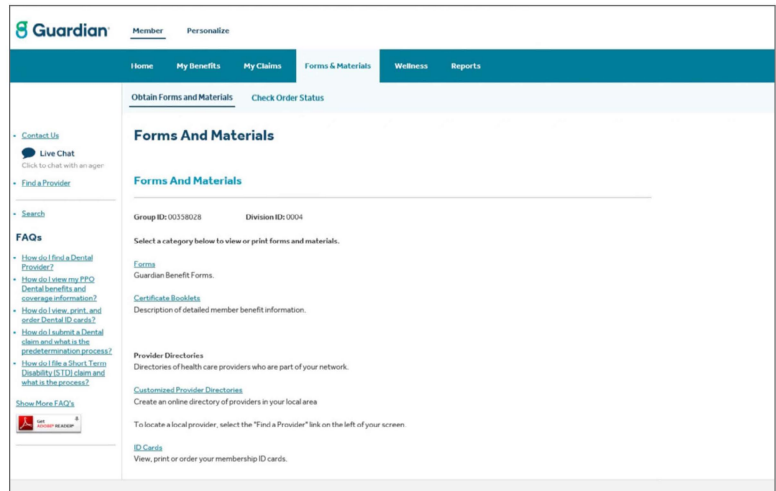 Guardian
Member
Personalize
Home
My Benefits
My Claims
Forms & Materials
Wellness
Reports
Obtain Forms and Materials
Check Order Status
Contact Us
Live Chat
Click to chat with an ager
Find a Provider
Search
FAQs
How do I find a Dental
Provider?
How do I view my PPO
Dental benefits and
coverage information?
How do I view, print, and
order Dental ID cards?
How do I submit a Dental
claim and what is the
predetermination process?
How do I file a Short Term
Disability (STD) claim and
what is the process?
Show More FAQ's
Get
ADOBE® READER®
Forms And Materials
Forms And Materials
Group ID: 00358028
Division ID: 0004
Select a category below to view or print forms and materials.
Forms
Guardian Benefit Forms.
Certificate Booklets
Description of detailed member benefit information.
Provider Directories
Directories of health care providers who are part of your network.
Customized Provider Directories
Create an online directory of providers in your local area
To locate a local provider, select the "Find a Provider" link on the left of your screen.
ID Cards
View, print or order your membership ID cards.